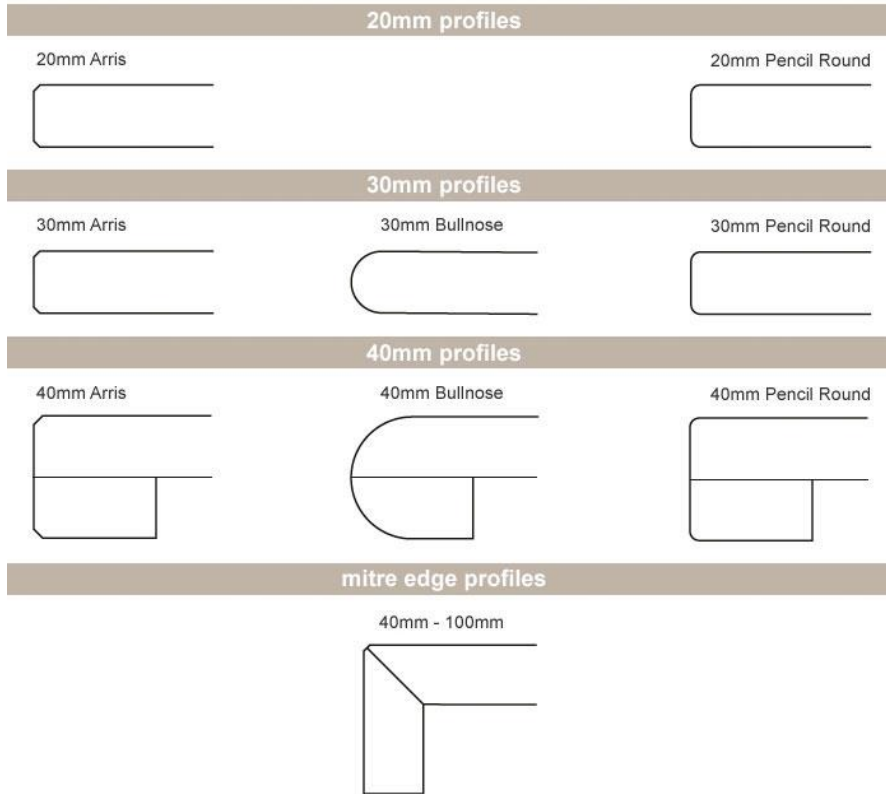 20mm profiles
20mm Arris
20mm Pencil Round
30mm profiles
30mm Arris
30mm Bullnose
30mm Pencil Round
40mm profiles
40mm Arris
40mm Bullnose
40mm Pencil Round
mitre edge profiles
40mm - 100mm